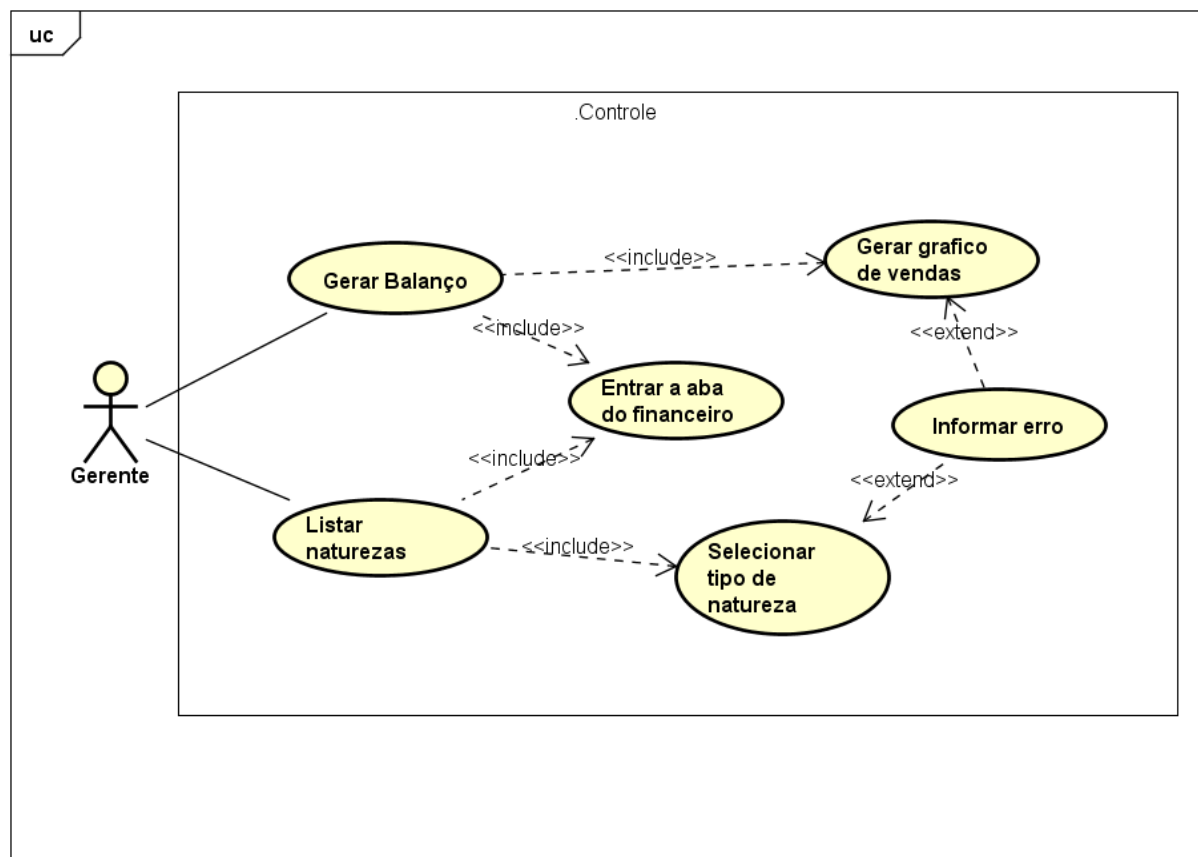 uc
.Controle
Gerar Balanço
<<include>>
Gerar grafico
de vendas
<<include>>
<<extend>>
Entrar a aba
do financeiro
Informar erro
Gerente
<<include>>
<<extend>>
Listar
naturezas
<<include>>
Selecionar
tipo de
natureza